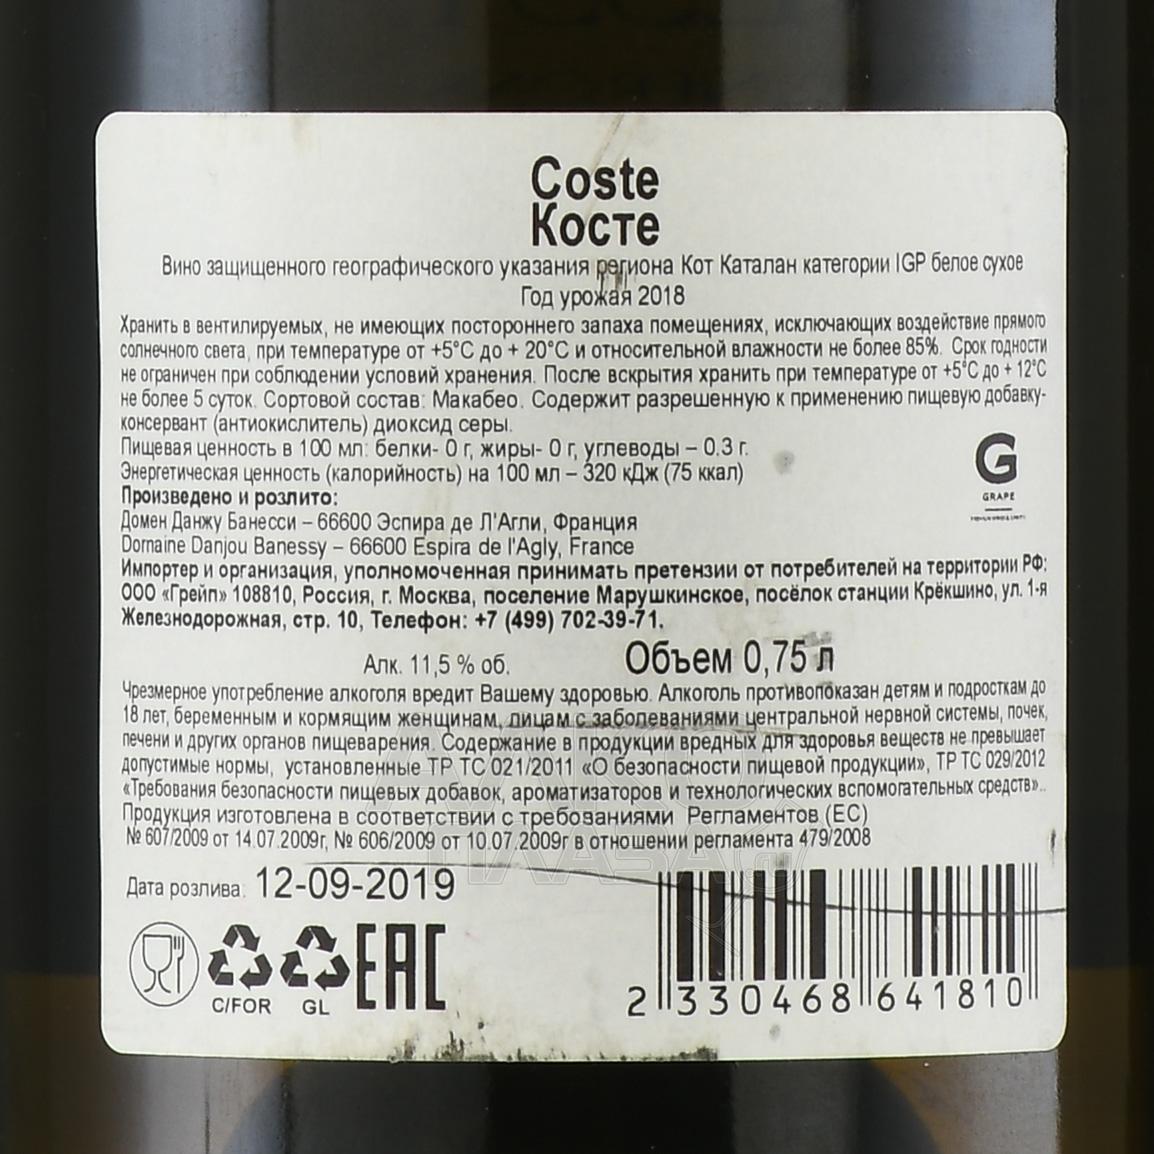 Coste
Косте
Вино защищенного географического указания региона Кот Каталан категории IGP белое сухое
Год урожая 2018
Хранить в вентилируемых, не имеющих постороннего запаха помещениях, исключающих воздействие прямого
солнечного света, при температуре от +5°С до + 20°С и относительной влажности не более 85%. Срок годности
не ограничен при соблюдении условий хранения. После вскрытия хранить при температуре от +5°С до + 12°С
не более 5 суток. Сортовой состав: Макабео. Содержит разрешенную к применению пищевую добавку-
консервант (антиокислитель) диоксид серы.
Пищевая ценность в 100 мл: белки- 0 г, жиры- 0 г, углеводы – 0.3 г.
Энергетическая ценность (калорийность) на 100 мл – 320 кДж (75 ккал)
G
GRAPE
Произведено и розлито:
Домен Данжу Банесси – 66600 Эспира де Л'Агли, Франция
Domaine Danjou Banessy – 66600 Espira de l'Agly, France
Импортер и организация, уполномоченная принимать претензии от потребителей на территории РФ:
ООО «Грейп» 108810, Россия, г. Москва, поселение Марушкинское, посёлок станции Крёкшино, ул. 1-я
Железнодорожная, стр. 10, Телефон: +7 (499) 702-39-71.
Алк. 11,5 % об. Объем 0,75 л
Чрезмерное употребление алкоголя вредит Вашему здоровью. Алкоголь противопоказан детям и подросткам до
18 лет, беременным и кормящим женщинам, лицам с заболеваниями центральной нервной системы, почек,
печени и других органов пищеварения. Содержание в продукции вредных для здоровья веществ не превышает
допустимые нормы, установленные ТР ТС 021/2011 «О безопасности пищевой продукции», ТР ТС 029/2012
«Требования безопасности пищевых добавок, ароматизаторов и технологических вспомогательных средств»..
Продукция изготовлена в соответствии с требованиями Регламентов (ЕС)
№ 607/2009 от 14.07.2009г, № 606/2009 от 10.07.2009г в отношении регламента 479/2008
Дата розлива: 12-09-2019
C/FOR GL EAC
2 330468 641810